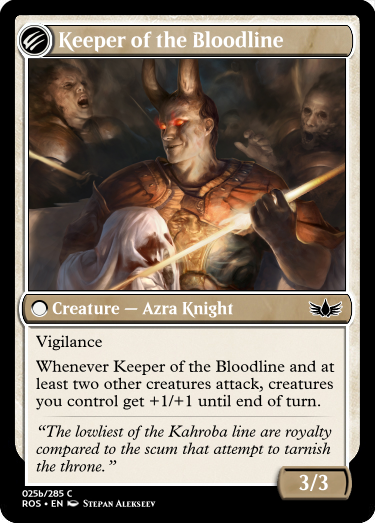 Keeper of the Bloodline
Creature — Azra Knight
Vigilance
Whenever Keeper of the Bloodline and at
least two other creatures attack, creatures
you control get +1/+1 until end of turn.
“The lowliest of the Kahroba line are royalty
compared to the scum that attempt to tarnish
the throne.”
3/3
025b/285 C
ROS • EN Stepan Alekseev